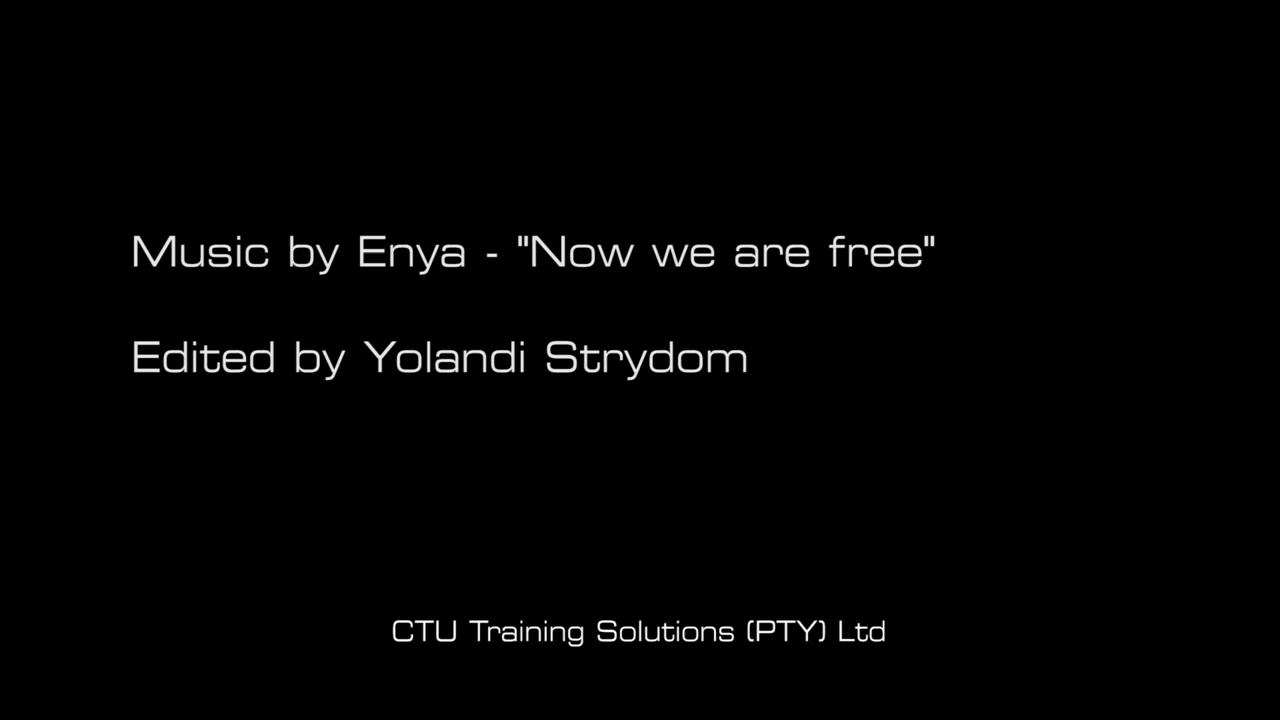 Music by Enya - "Now we are free"
Edited by Yolandi Strydom
CTU Training Solutions (PTY) Ltd